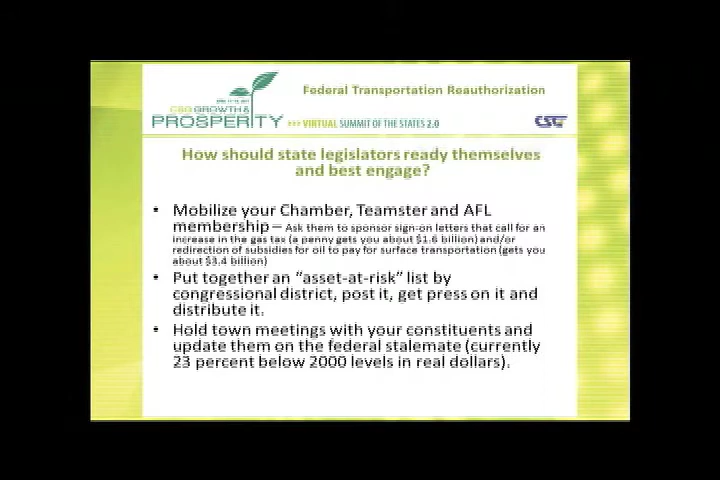 Federal Transportation Reauthorization
CSG GROWTH &
PROSPERITY >>> VIRTUAL SUMMIT OF THE STATES 2.0
CSG
How should state legislators ready themselves
and best engage?
• Mobilize your Chamber, Teamster and AFL
membership – Ask them to sponsor sign-on letters that call for an
increase in the gas tax (a penny gets you about $1.6 billion) and/or
redirection of subsidies for oil to pay for surface transportation (gets you
about $3.4 billion)
• Put together an “asset-at-risk” list by
congressional district, post it, get press on it and
distribute it.
• Hold town meetings with your constituents and
update them on the federal stalemate (currently
23 percent below 2000 levels in real dollars).